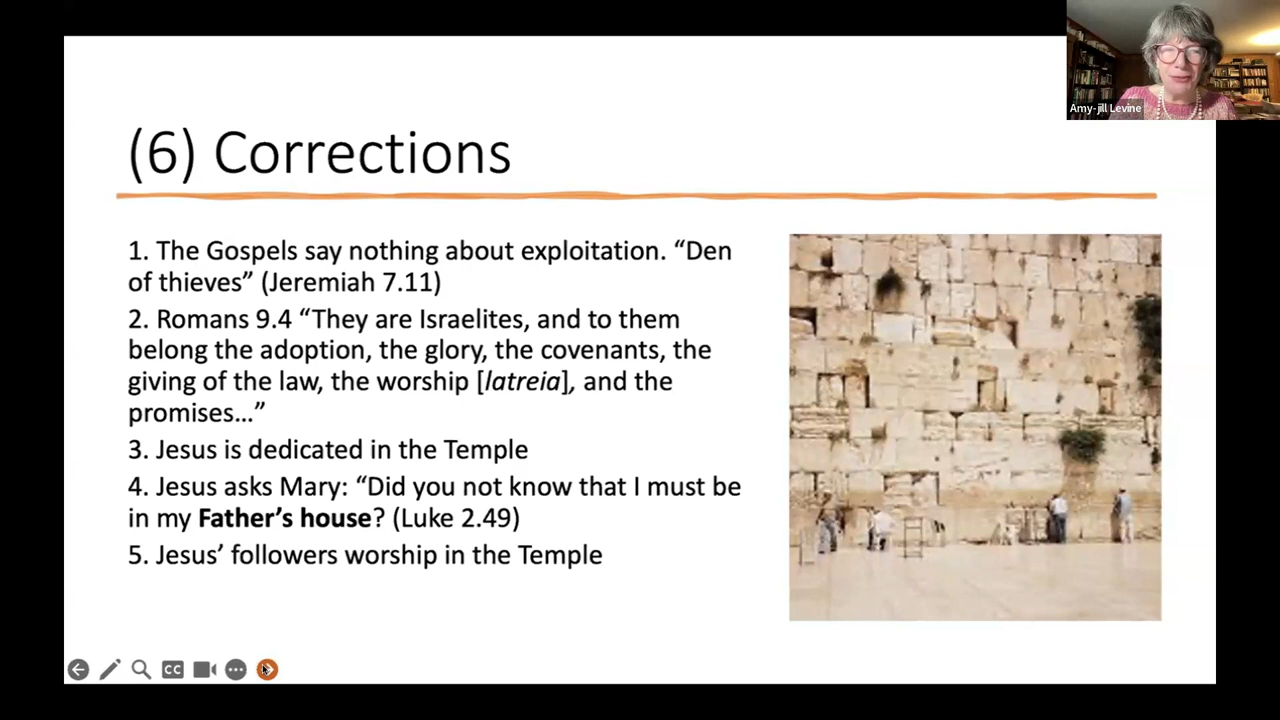 Amy-jill Levine
(6) Corrections
1. The Gospels say nothing about exploitation. “Den
of thieves” (Jeremiah 7.11)
2. Romans 9.4 “They are Israelites, and to them
belong the adoption, the glory, the covenants, the
giving of the law, the worship [latreia], and the
promises…”
3. Jesus is dedicated in the Temple
4. Jesus asks Mary: “Did you not know that I must be
in my Father’s house? (Luke 2.49)
5. Jesus’ followers worship in the Temple
CC